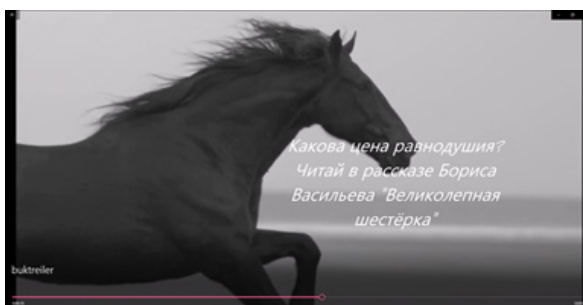 Какова цена равнодушия?
Читай в рассказе Бориса
Васильева "Великолепная
шестёрка"
buktreiler